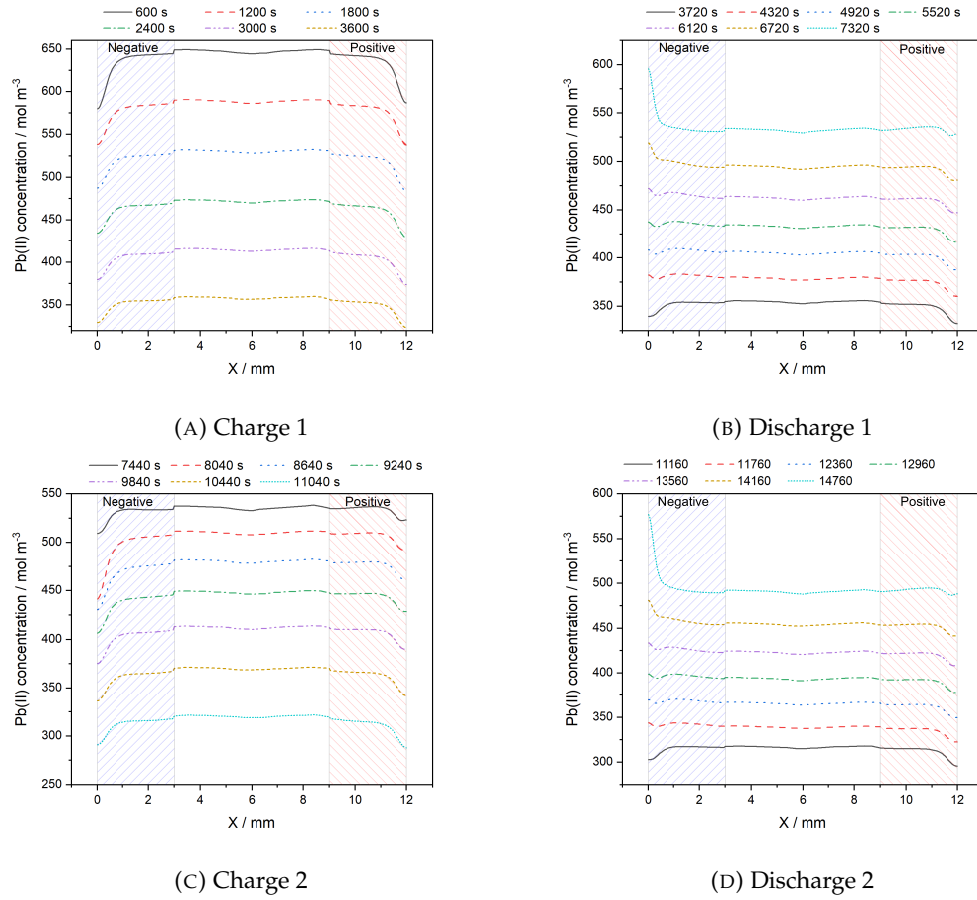 600 s 1200 s 1800 s
2400 s 3000 s 3600 s
Negative Positive
650
600
550
500
450
400
350
Pb(II) concentration / mol m⁻³
0 2 4 6 8 10 12
X / mm
(A) Charge 1
3720 s 4320 s 4920 s 5520 s
6120 s 6720 s 7320 s
Negative Positive
600
550
500
450
400
350
Pb(II) concentration / mol m⁻³
0 2 4 6 8 10 12
X / mm
(B) Discharge 1
7440 s 8040 s 8640 s 9240 s
9840 s 10440 s 11040 s
Negative Positive
550
500
450
400
350
300
250
Pb(II) concentration / mol m⁻³
0 2 4 6 8 10 12
X / mm
(C) Charge 2
11160 11760 12360 12960
13560 14160 14760
Negative Positive
600
550
500
450
400
350
300
Pb(II) concentration / mol m⁻³
0 2 4 6 8 10 12
X / mm
(D) Discharge 2